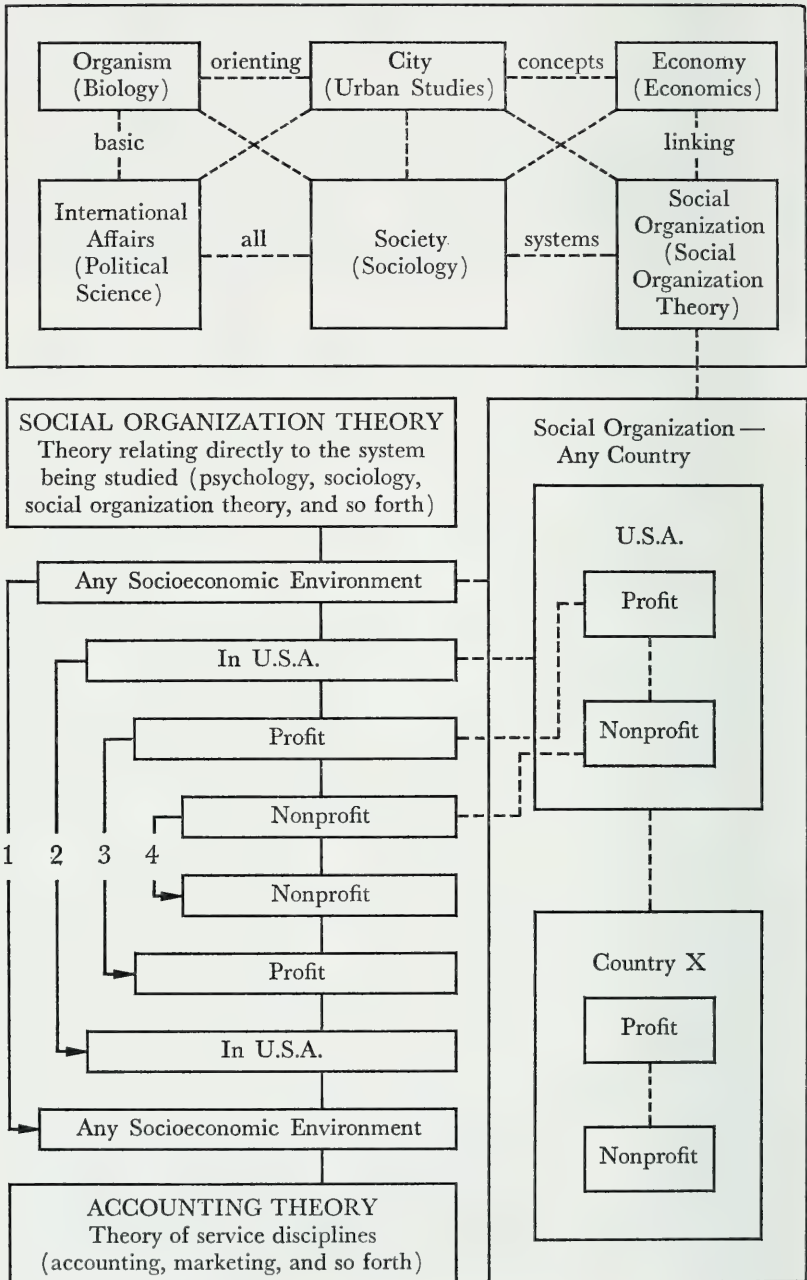 Organism orienting City concepts Economy
(Biology) (Urban Studies) (Economics)
basic linking
International Affairs (Political Science)
all
Society.
(Sociology)
systems
Social
Organization
(Social
Organization
Theory)
SOCIAL ORGANIZATION THEORY
Theory relating directly to the system
being studied (psychology, sociology,
social organization theory, and so forth)
Any Socioeconomic Environment
In U.S.A.
Profit
Nonprofit
1 2 3 4
Nonprofit
Profit
In U.S.A.
Any Socioeconomic Environment
ACCOUNTING THEORY
Theory of service disciplines
(accounting, marketing, and so forth)
Social Organization —
Any Country
U.S.A.
Profit
Nonprofit
Country X
Profit
Nonprofit